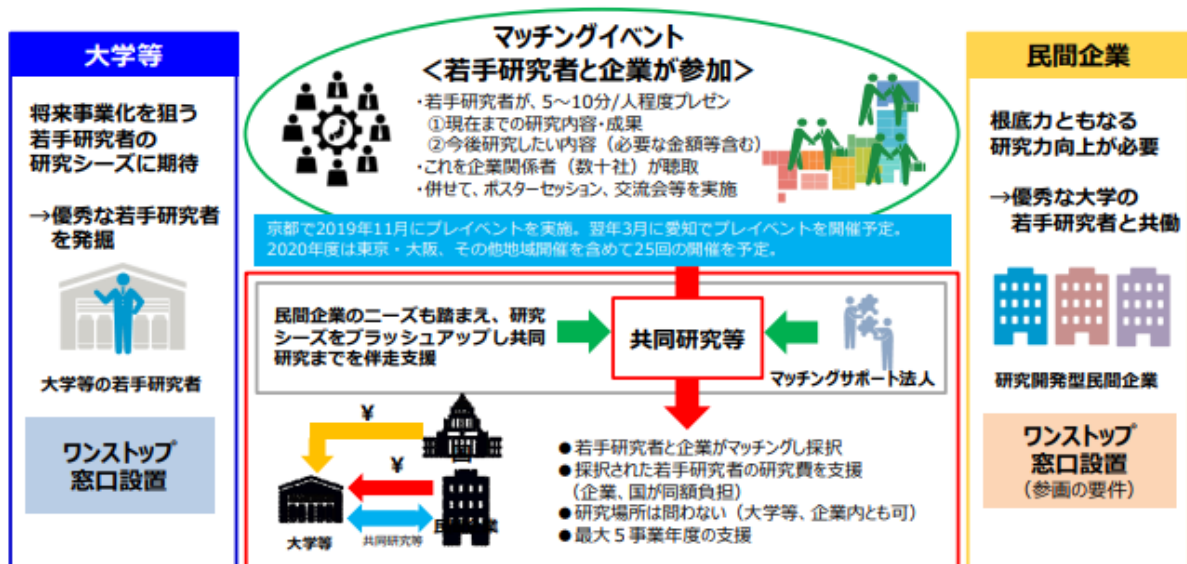 大学等
将来事業化を狙う
若手研究者の
研究シーズに期待
→優秀な若手研究者
を発掘
大学等の若手研究者
ワンストップ
窓口設置
マッチングイベント
＜若手研究者と企業が参加＞
・若手研究者が、5～10分/人程度プレゼン
①現在までの研究内容・成果
②今後研究したい内容（必要な金額等含む）
・これを企業関係者（数十社）が聴取
・併せて、ポスターセッション、交流会等を実施
京都で2019年11月にプレイベントを実施。翌年3月に愛知でプレイベントを開催予定。
2020年度は東京・大阪、その他地域開催を含めて25回の開催を予定。
民間企業のニーズも踏まえ、研究
シーズをブラッシュアップし共同
研究までを伴走支援
共同研究等
マッチングサポート法人
¥
国
¥
大学等
共同研究等
民間企業
●若手研究者と企業がマッチングし採択
●採択された若手研究者の研究費を支援
（企業、国が同額負担）
●研究場所は問わない（大学等、企業内とも可）
●最大５事業年度の支援
民間企業
根底力ともなる
研究力向上が必要
→優秀な大学の
若手研究者と共働
研究開発型民間企業
ワンストップ
窓口設置
（参画の要件）